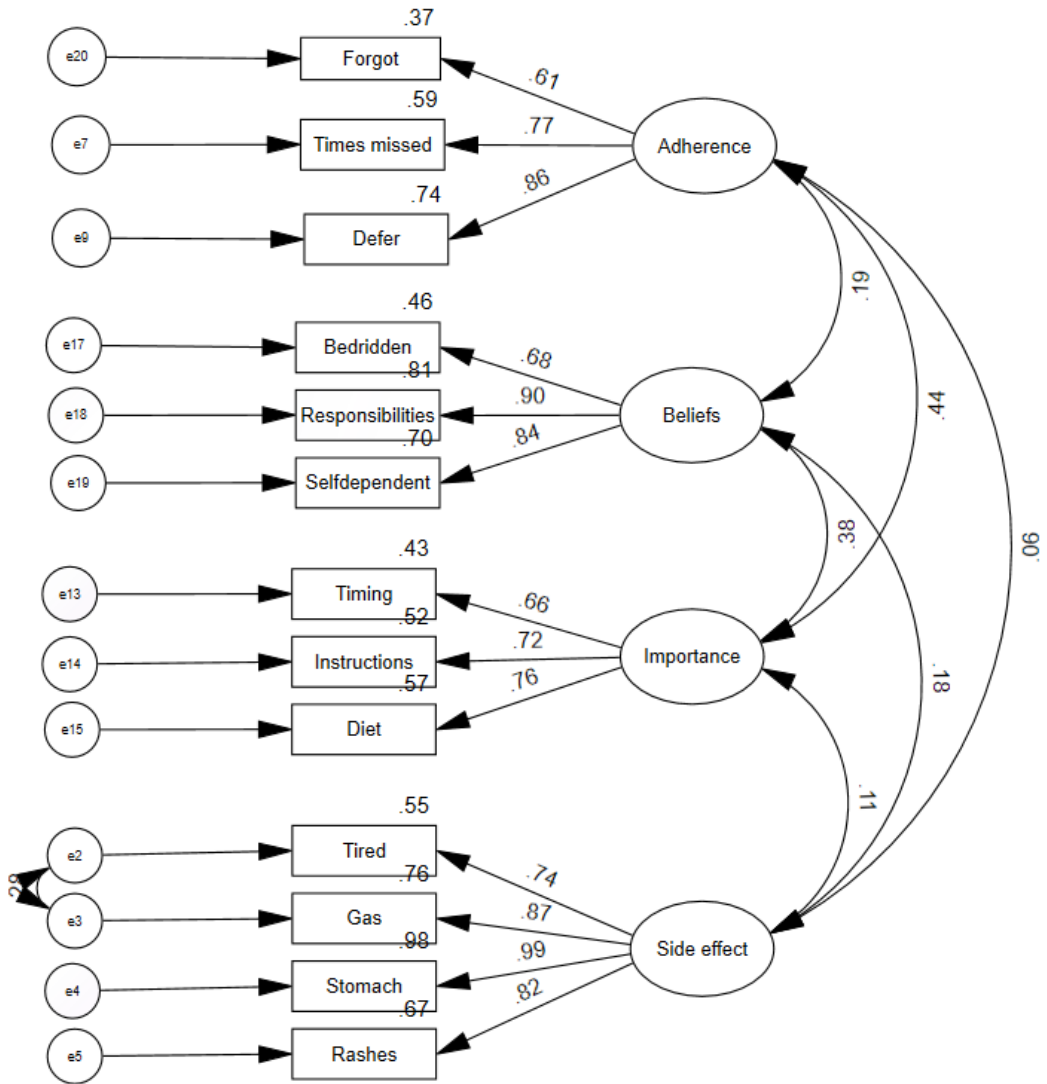 .37
e20 Forgot .61
.59
e7 Times missed .77 Adherence
.74 .86
e9 Defer
.19
.46
e17 Bedridden .68
.81
e18 Responsibilities .90 Beliefs .44
.70
e19 Selfdependent .84
.38 .06
.43
e13 Timing .66
.52
e14 Instructions .72 Importance .18
.57
e15 Diet .76
.11
.55
e2 Tired .74
.76
e3 Gas .87
.98
e4 Stomach .99 Side effect
.67
e5 Rashes .82